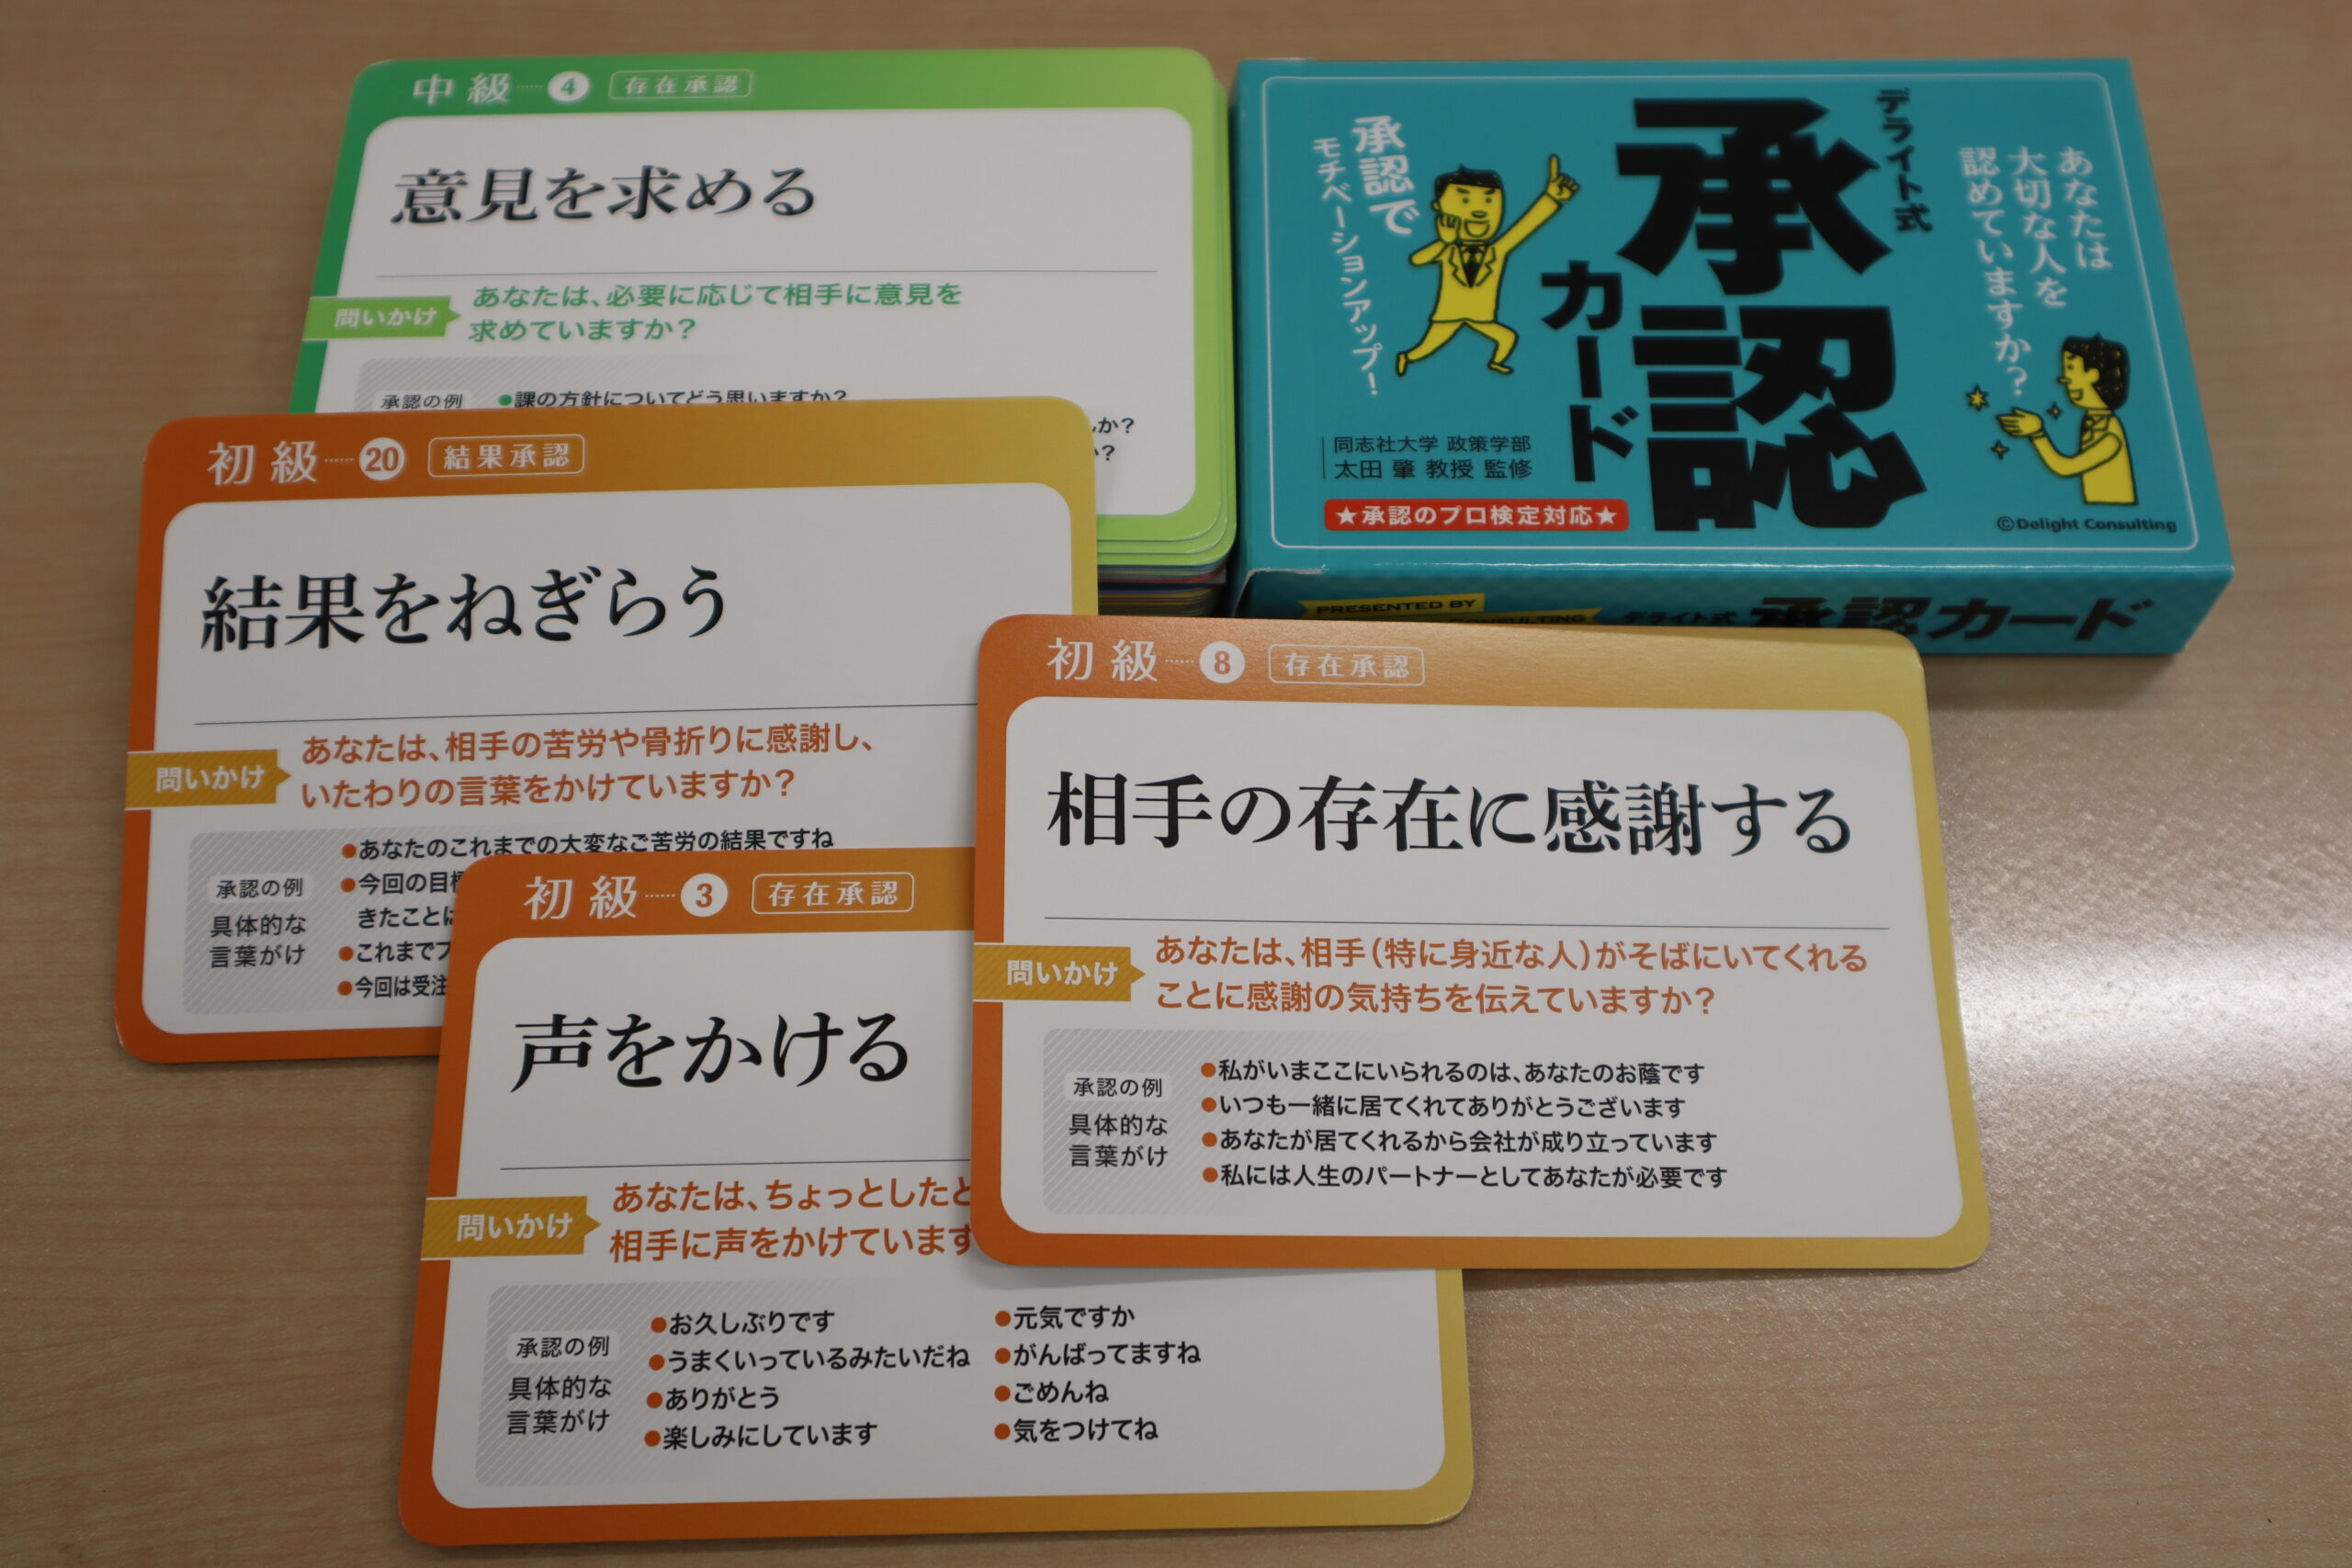 中級……4 存在承認
意見を求める
問いかけ
あなたは、必要に応じて相手に意見を
求めていますか？
承認の例
●課の方針についてどう思いますか？
か？
？
デライト式
承認
カード
承認で
モチベーションアップ！
あなたは
大切な人を
認めていますか？
同志社大学 政策学部
太田 肇 教授 監修
★承認のプロ検定対応★
©Delight Consulting
PRESENTED BY
CONSULTING
デライト式 承認カード
初級……20 結果承認
結果をねぎらう
問いかけ
あなたは、相手の苦労や骨折りに感謝し、
いたわりの言葉をかけていますか？
承認の例
具体的な
言葉がけ
●あなたのこれまでの大変なご苦労の結果ですね
●今回の目
きたことは
●これまで
●今回は受注
初級……8 存在承認
相手の存在に感謝する
問いかけ
あなたは、相手（特に身近な人）がそばにいてくれる
ことに感謝の気持ちを伝えていますか？
承認の例
具体的な
言葉がけ
●私がいまここにいられるのは、あなたのお蔭です
●いつも一緒に居てくれてありがとうございます
●あなたが居てくれるから会社が成り立っています
●私には人生のパートナーとしてあなたが必要です
初級……3 存在承認
声をかける
問いかけ
あなたは、ちょっとしたと
相手に声をかけています
承認の例
具体的な
言葉がけ
●お久しぶりです
●うまくいっているみたいだね
●ありがとう
●楽しみにしています
●元気ですか
●がんばってますね
●ごめんね
●気をつけてね